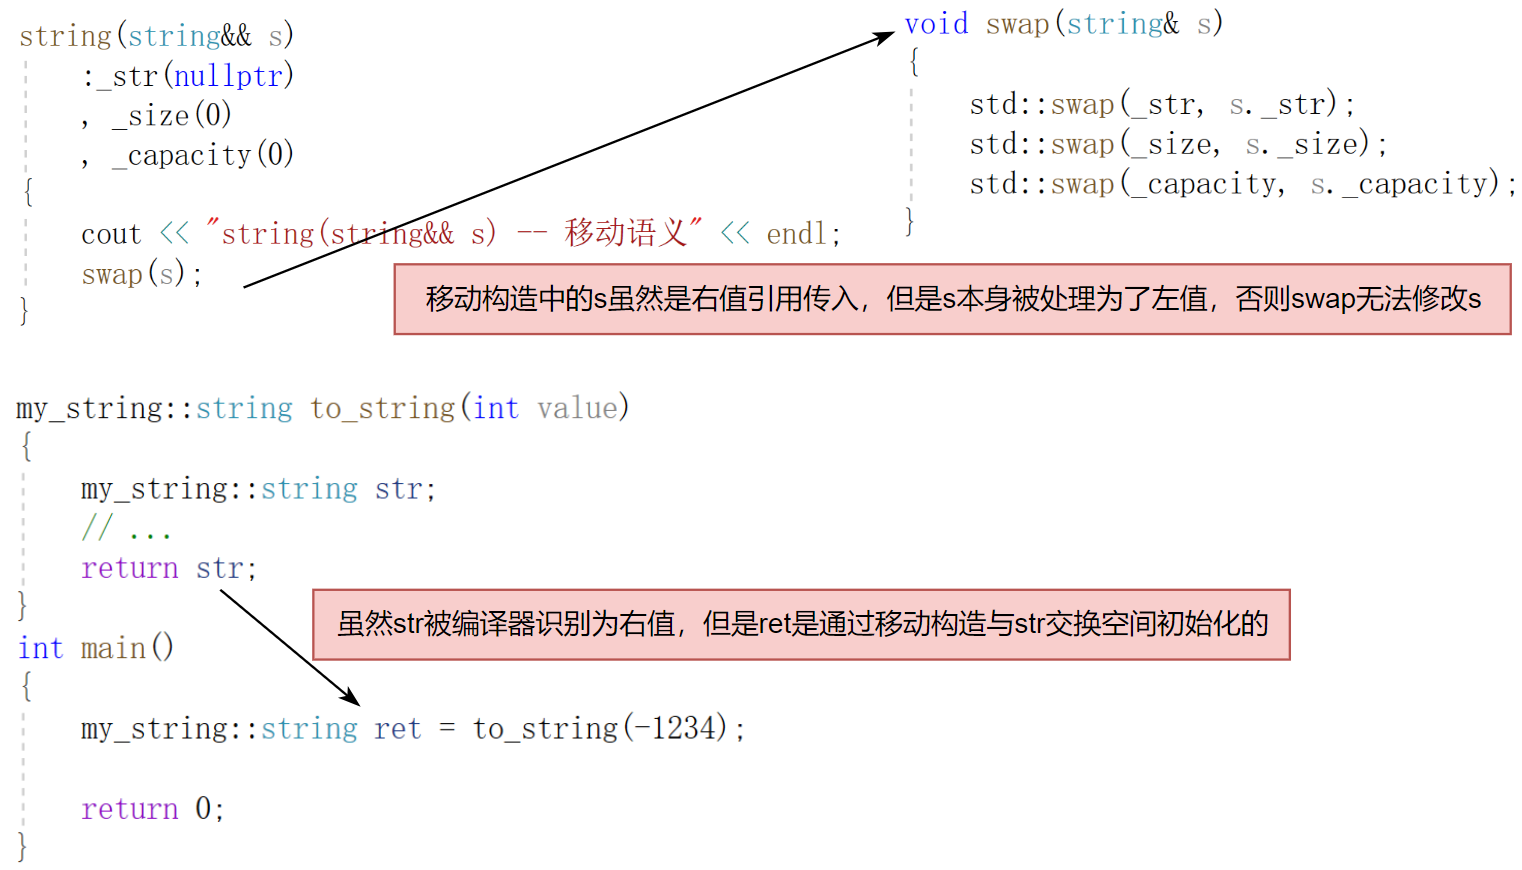 string(string&& s)
:_str(nullptr)
, _size(0)
, _capacity(0)
{
cout << "string(string&& s) -- 移动语义" << endl;
swap(s);
}
void swap(string& s)
{
std::swap(_str, s._str);
std::swap(_size, s._size);
std::swap(_capacity, s._capacity);
}
移动构造中的s虽然是右值引用传入，但是s本身被处理为了左值，否则swap无法修改s
my_string::string to_string(int value)
{
my_string::string str;
// ...
return str;
}
虽然str被编译器识别为右值，但是ret是通过移动构造与str交换空间初始化的
int main()
{
my_string::string ret = to_string(-1234);
return 0;
}